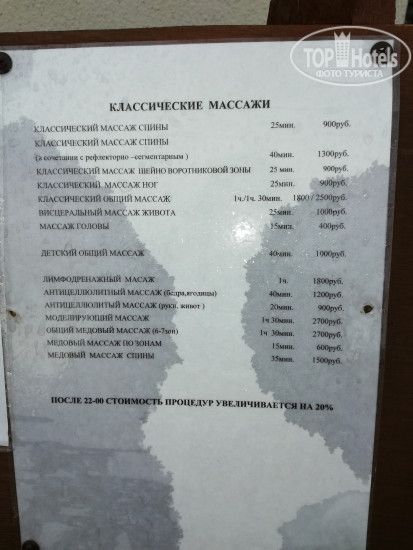 TOP Hotels
ФОТО ТУРИСТА
КЛАССИЧЕСКИЕ МАССАЖИ
КЛАССИЧЕСКИЙ МАССАЖ СПИНЫ 25мин. 900руб.
КЛАССИЧЕСКИЙ МАССАЖ СПИНЫ
(в сочетании с рефлекторно –сегментарным ) 40мин. 1300руб.
КЛАССИЧЕСКИЙ МАССАЖ ШЕЙНО ВОРОТНИКОВОЙ ЗОНЫ 25 мин. 900руб.
КЛАССИЧЕСКИЙ МАССАЖ НОГ 25мин. 900руб.
КЛАССИЧЕСКИЙ ОБЩИЙ МАССАЖ 1ч./1ч. 30мин. 1800 / 2500руб.
ВИСЦЕРАЛЬНЫЙ МАССАЖ ЖИВОТА 25мин. 1000руб.
МАССАЖ ГОЛОВЫ 15мин. 400руб.
ДЕТСКИЙ ОБЩИЙ МАССАЖ 40мин. 1000руб.
ЛИМФОДРЕНАЖНЫЙ МАСАЖ 1ч. 1800руб.
АНТИЦЕЛЛЮЛИТНЫЙ МАССАЖ (бедра,ягодицы) 40мин. 1200руб.
АНТИЦЕЛЛЮЛИТНЫЙ МАССАЖ (руки. живот ) 20мин. 900руб.
МОДЕЛИРУЮЩИЙ МАССАЖ 1ч 30мин. 2700руб.
ОБЩИЙ МЕДОВЫЙ МАССАЖ (6-7зон) 1ч 30мин. 2700руб.
МЕДОВЫЙ МАССАЖ ПО ЗОНАМ 15мин. 600руб.
МЕДОВЫЙ МАССАЖ СПИНЫ 35мин. 1500руб.
ПОСЛЕ 22-00 СТОИМОСТЬ ПРОЦЕДУР УВЕЛИЧИВАЕТСЯ НА 20%